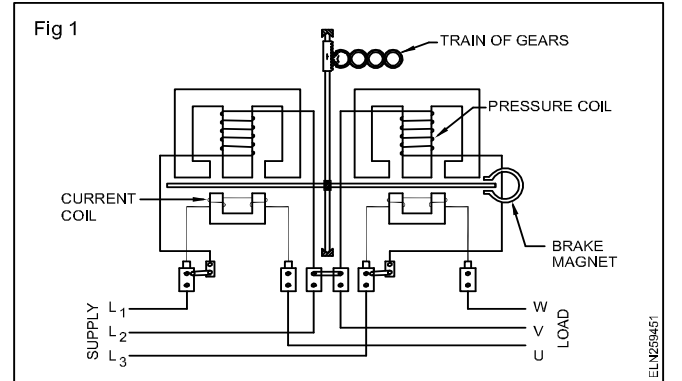 Fig 1
TRAIN OF GEARS
PRESSURE COIL
CURRENT
COIL
BRAKE
MAGNET
SUPPLY
L1
L2
L3
W
V
U
LOAD
ELN259451